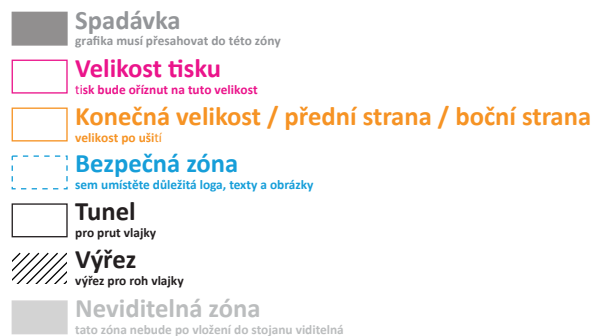 Spadávka
grafika musí přesahovat do této zóny
Velikost tisku
tisk bude oříznut na tuto velikost
Konečná velikost / přední strana / boční strana
velikost po ušití
Bezpečná zóna
sem umístěte důležitá loga, texty a obrázky
Tunel
pro prut vlajky
Výřez
výřez pro roh vlajky
Neviditelná zóna
tato zóna nebude po vložení do stojanu viditelná